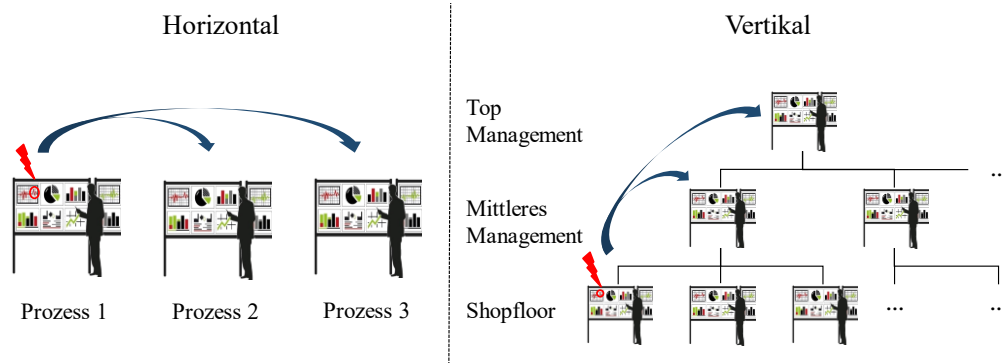 Horizontal
Prozess 1
Prozess 2
Prozess 3
Vertikal
Top
Management
..
Mittleres
Management
Shopfloor
...
..